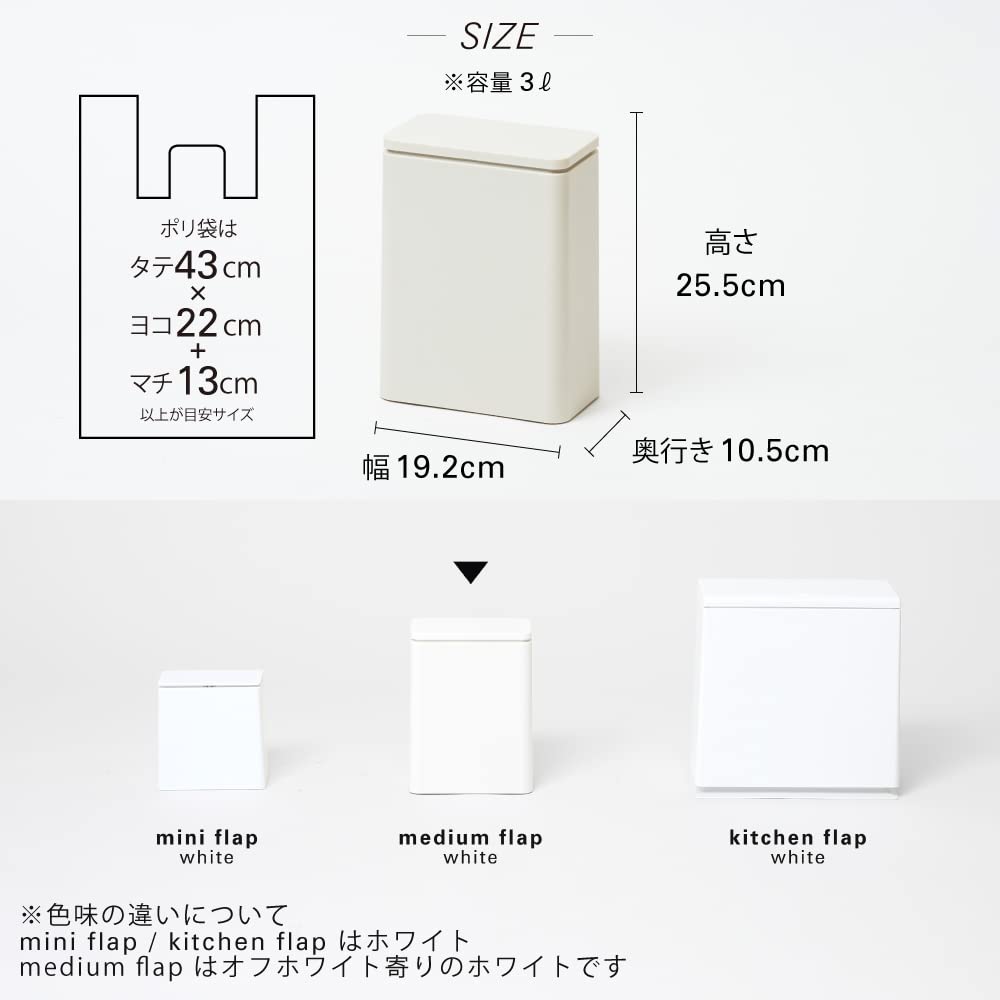 SIZE
※容量 3ℓ
ポリ袋は
タテ43cm
×
ヨコ22cm
+
マチ13cm
以上が目安サイズ
高さ
25.5cm
幅 19.2cm
奥行き 10.5cm
mini flap
white
medium flap
white
kitchen flap
white
※色味の違いについて
mini flap / kitchen flap はホワイト
medium flap はオフホワイト寄りのホワイトです